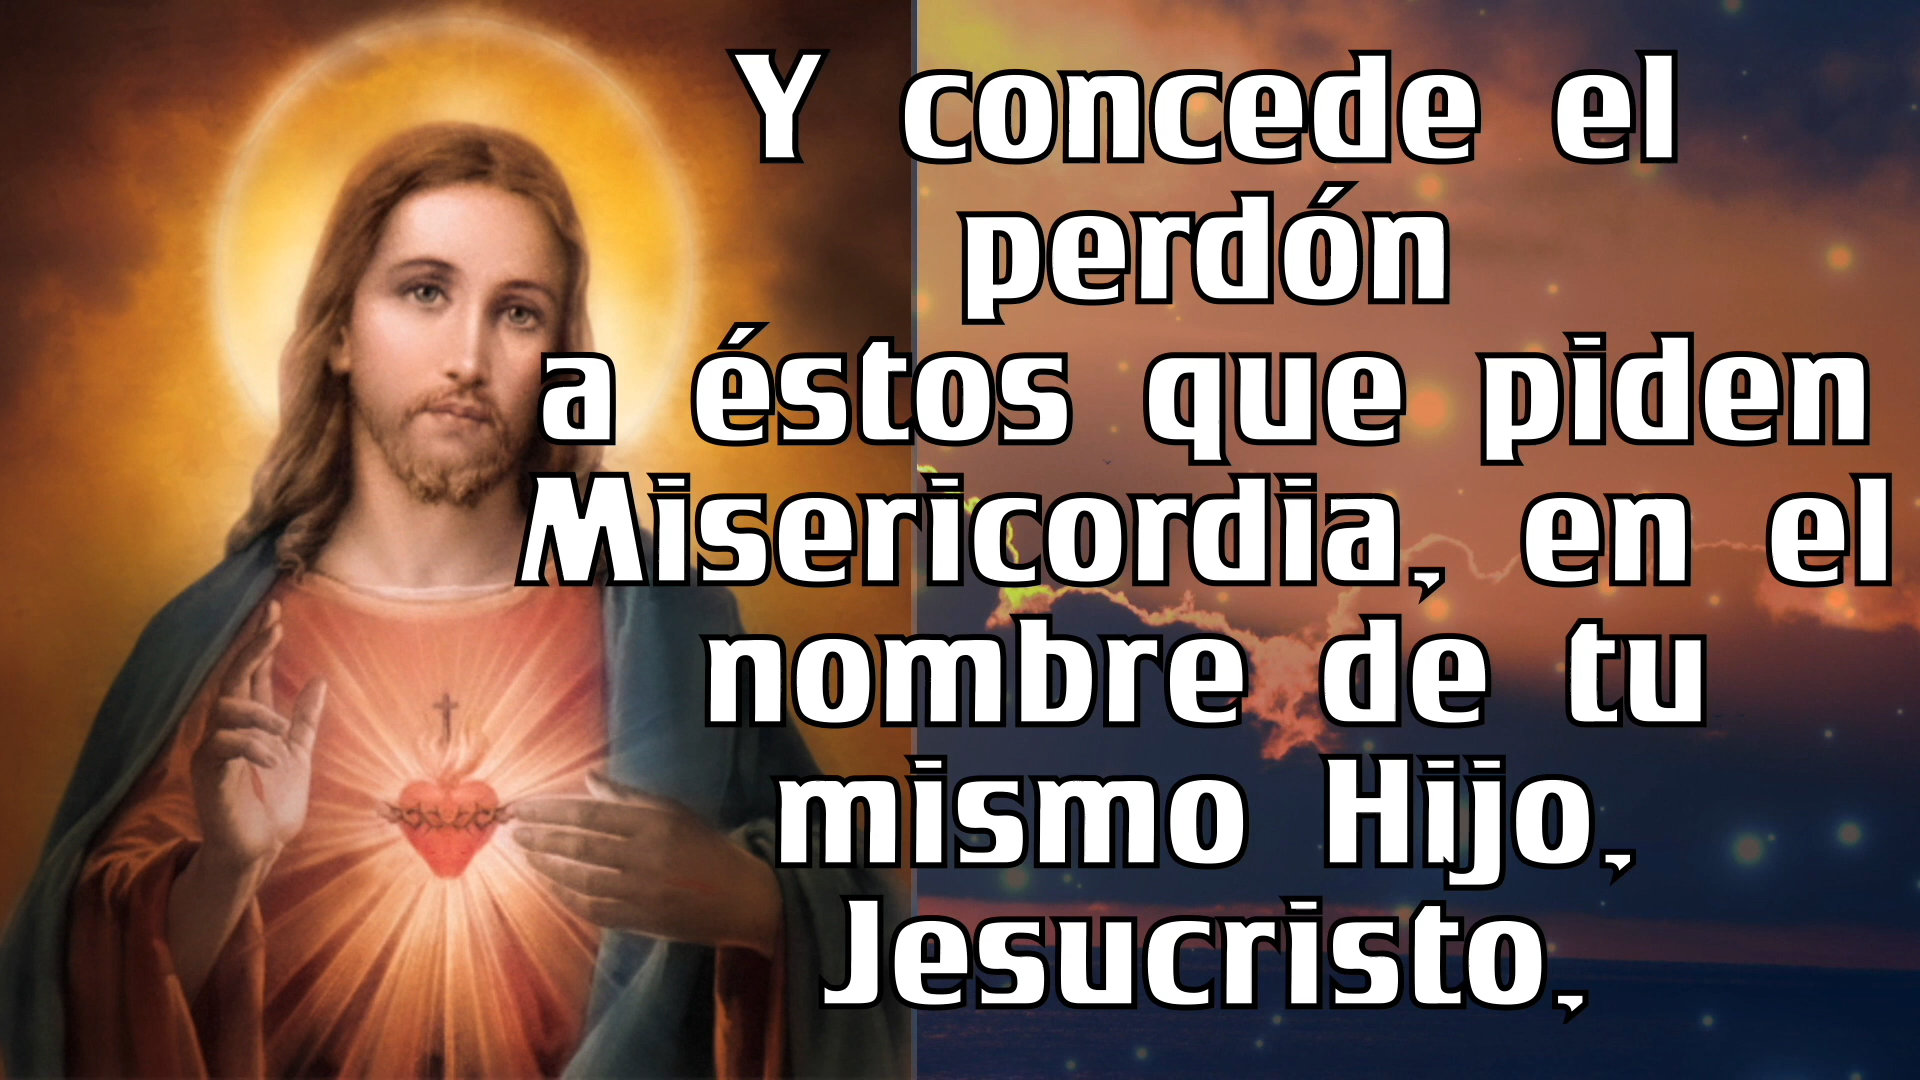 Y concede el
perdón
a éstos que piden
Misericordia, en el
nombre de tu
mismo Hijo,
Jesucristo,